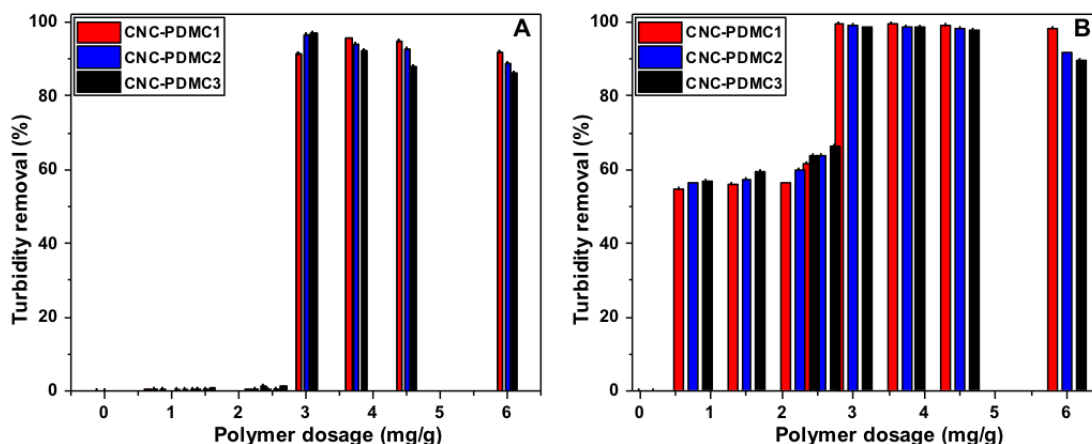 A
CNC-PDMC1
CNC-PDMC2
CNC-PDMC3
Turbidity removal (%)
100
80
60
40
20
0
0 1 2 3 4 5 6
Polymer dosage (mg/g)
B
CNC-PDMC1
CNC-PDMC2
CNC-PDMC3
Turbidity removal (%)
100
80
60
40
20
0
0 1 2 3 4 5 6
Polymer dosage (mg/g)